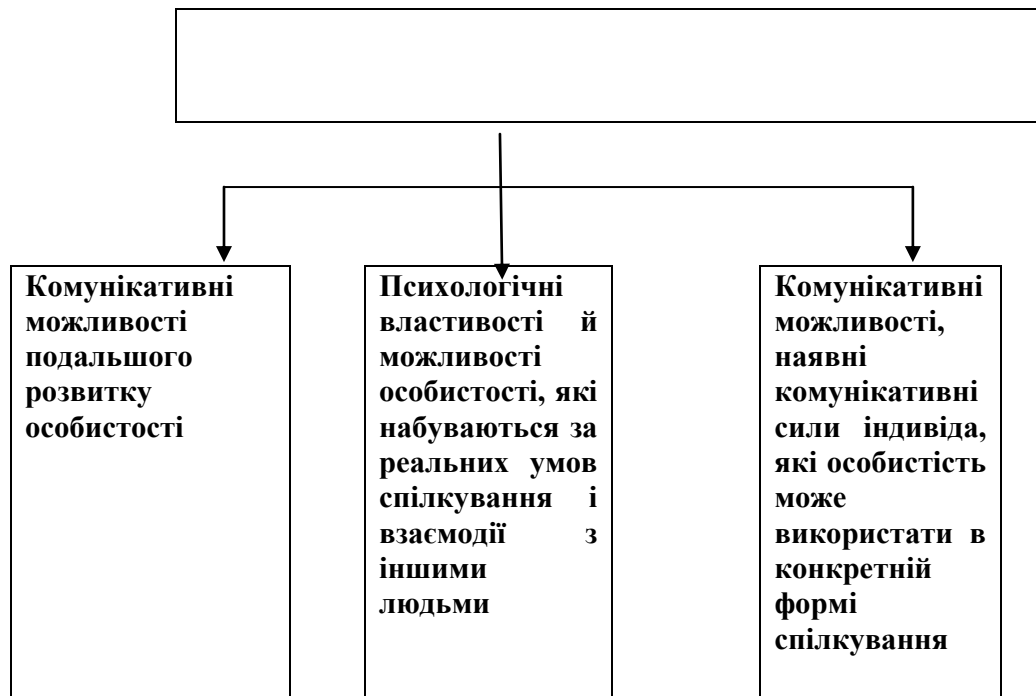 Комунікативні
можливості
подальшого
розвитку
особистості
Психологічні
властивості й
можливості
особистості, які
набуваються за
реальних умов
спілкування і
взаємодії з
іншими
людьми
Комунікативні
можливості,
наявні
комунікативні
сили індивіда,
які особистість
може
використати в
конкретній
формі
спілкування